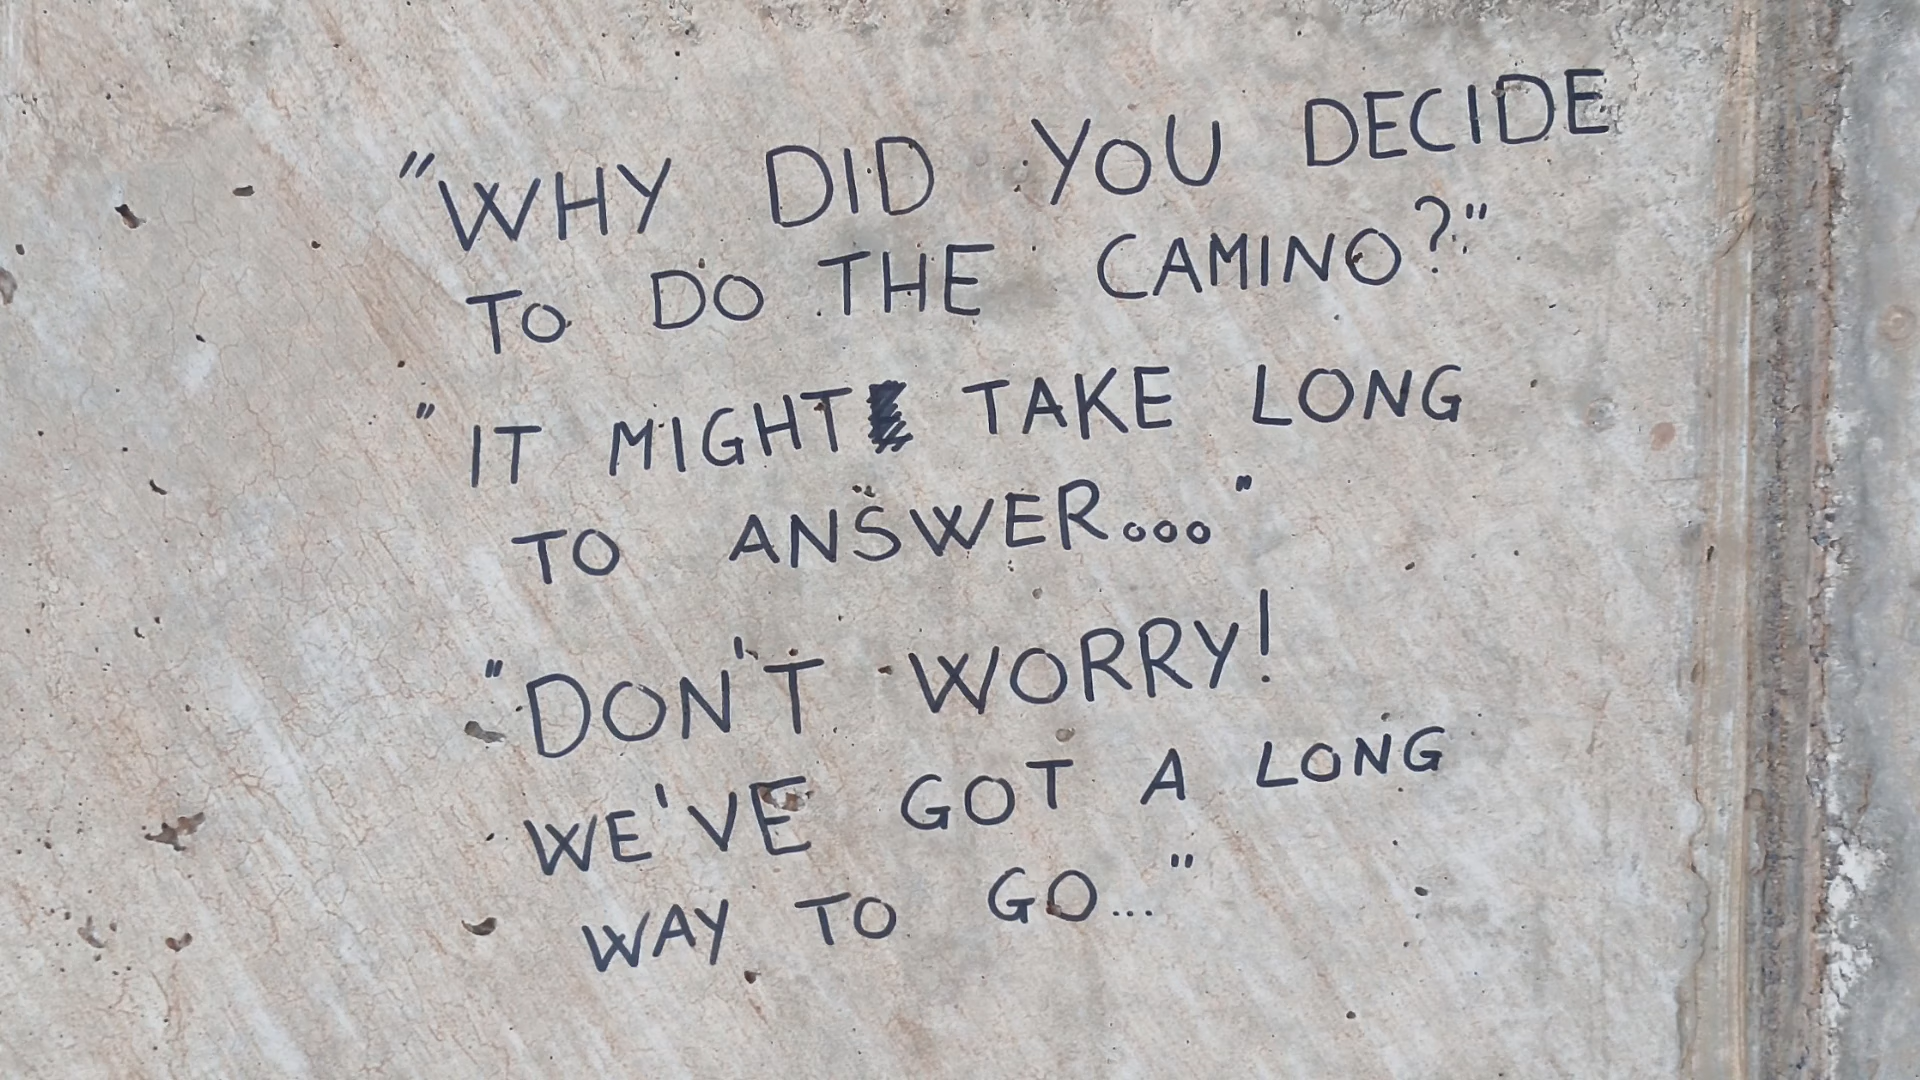 "WHY DID YOU DECIDE
TO DO THE CAMINO?"
"IT MIGHT TAKE LONG
TO ANSWER..."
"DON'T WORRY!
WE'VE GOT A LONG
WAY TO GO..."